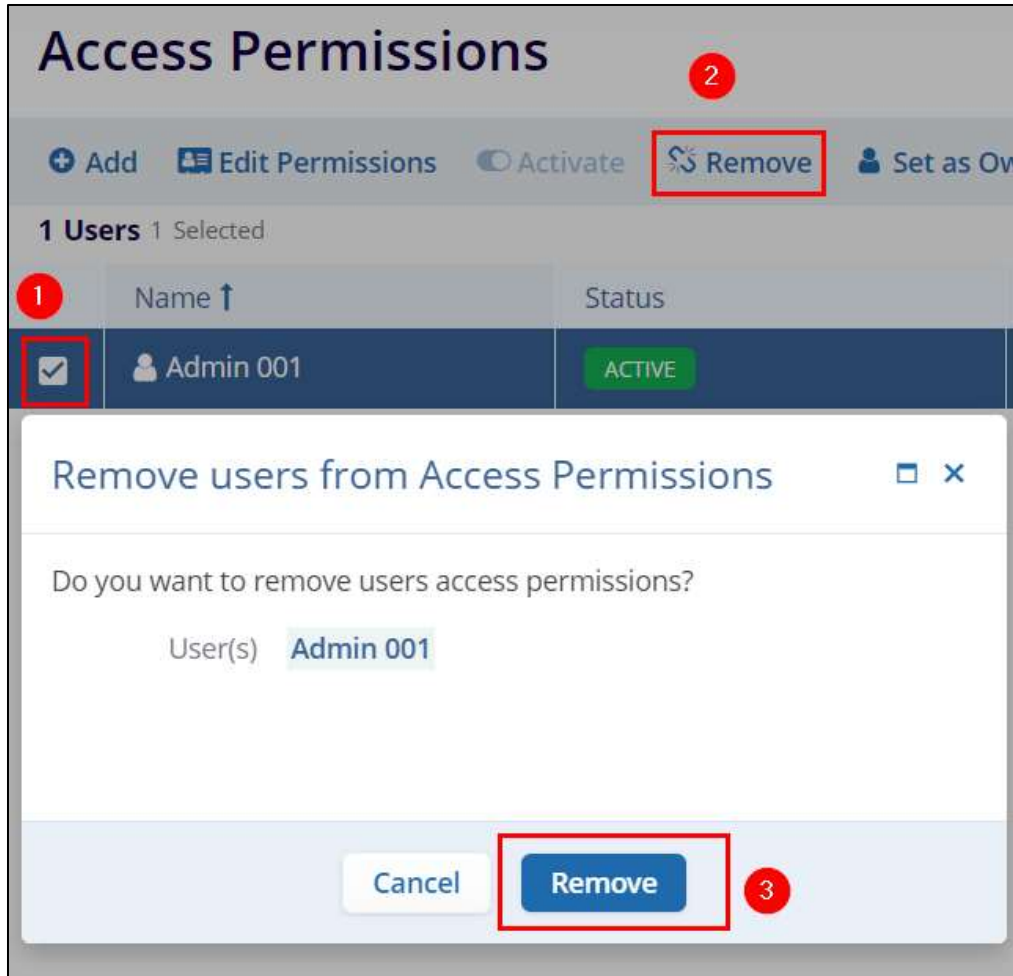 Access Permissions
2
Add Edit Permissions Activate Remove Set as Ow
1 Users 1 Selected
1 Name Status
Admin 001 ACTIVE
Remove users from Access Permissions
Do you want to remove users access permissions?
User(s) Admin 001
Cancel Remove 3